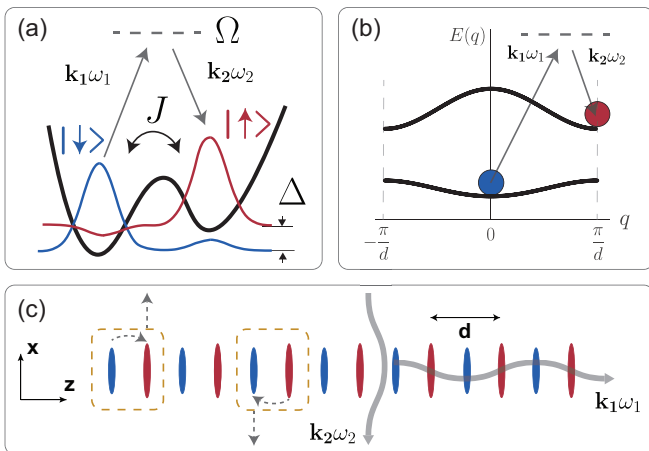 (a)
Ω
k₁ω₁
k₂ω₂
|↓>
J
|↑>
Δ
(b)
E(q)
k₁ω₁
k₂ω₂
−π/d
0
π/d
q
(c)
x
z
d
k₂ω₂
k₁ω₁